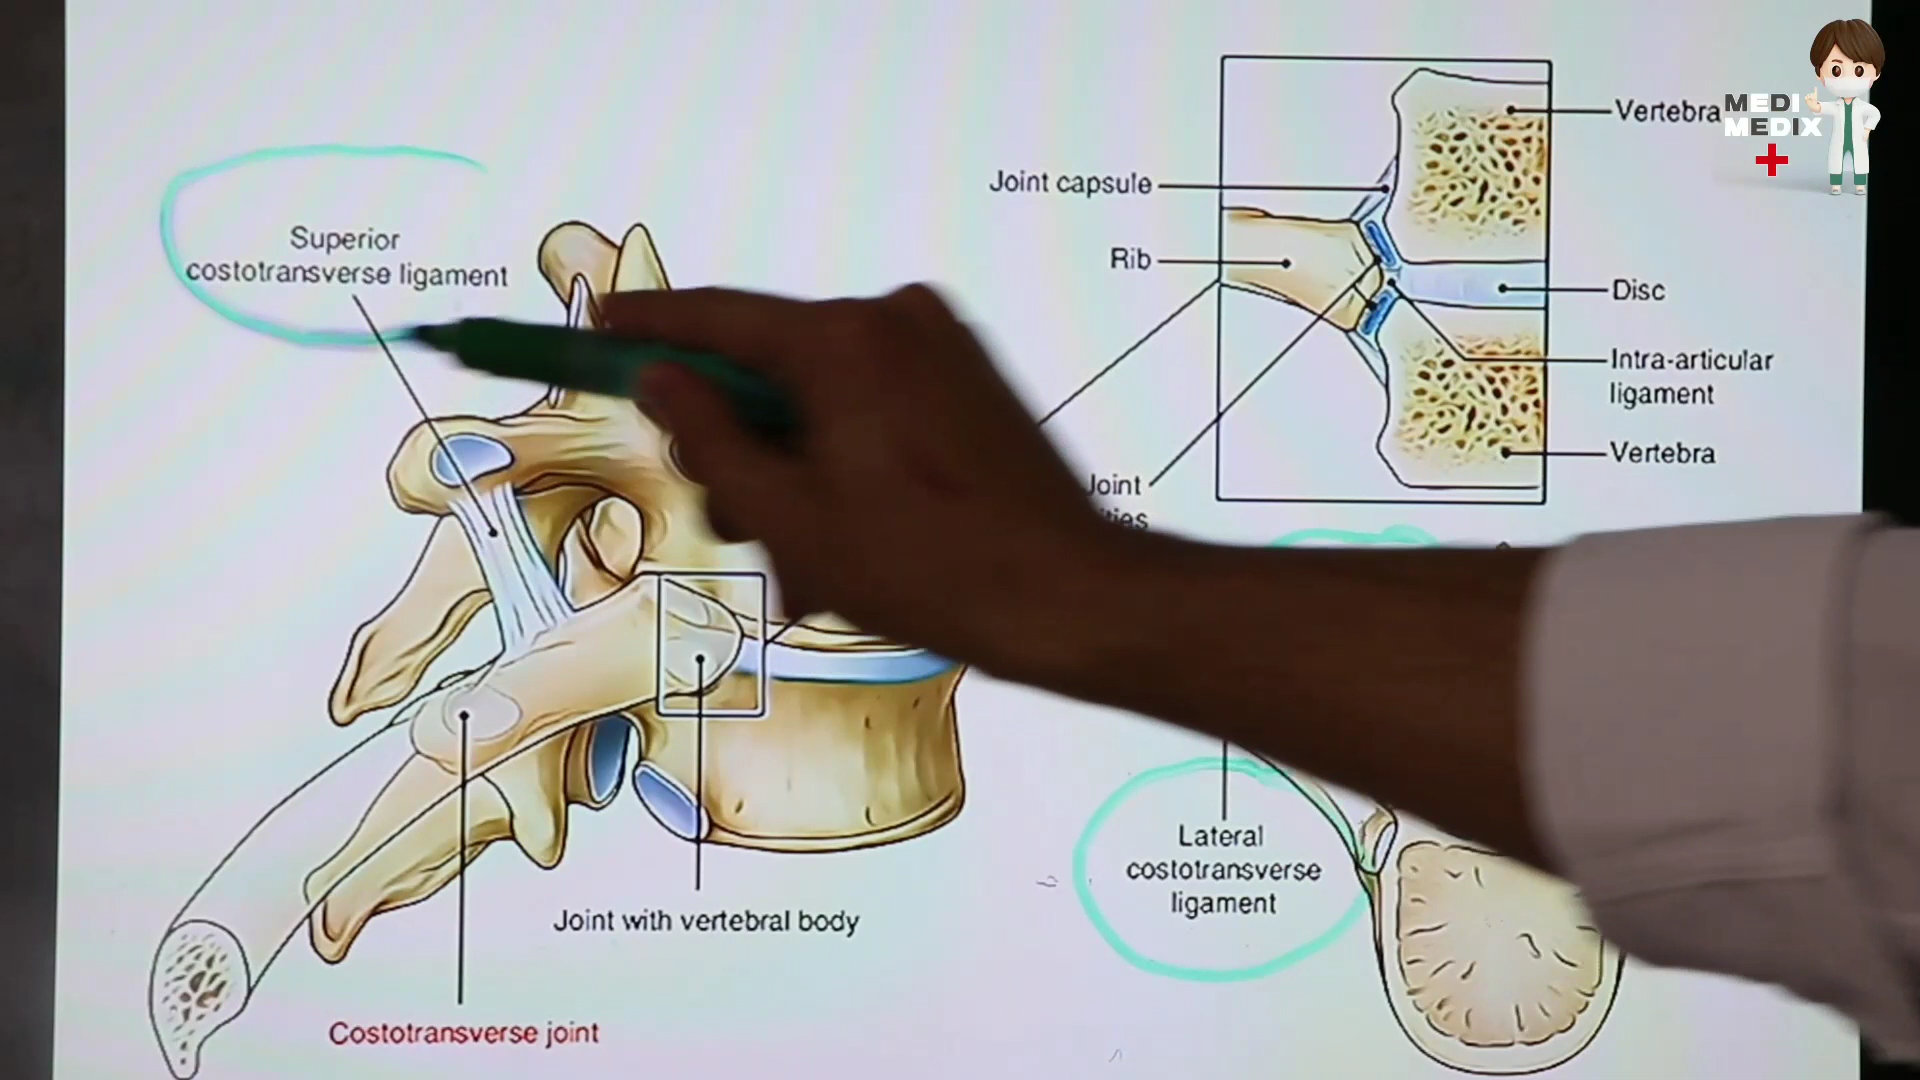 MEDI
MEDIX
Superior
costotransverse ligament
Joint capsule
Rib
Vertebra
Disc
Intra-articular
ligament
Vertebra
Joint
Lateral
costotransverse
ligament
Joint with vertebral body
Costotransverse joint